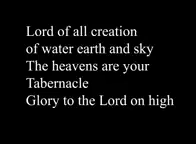 Lord of all creation
of water earth and sky
The heavens are your
Tabernacle
Glory to the Lord on high